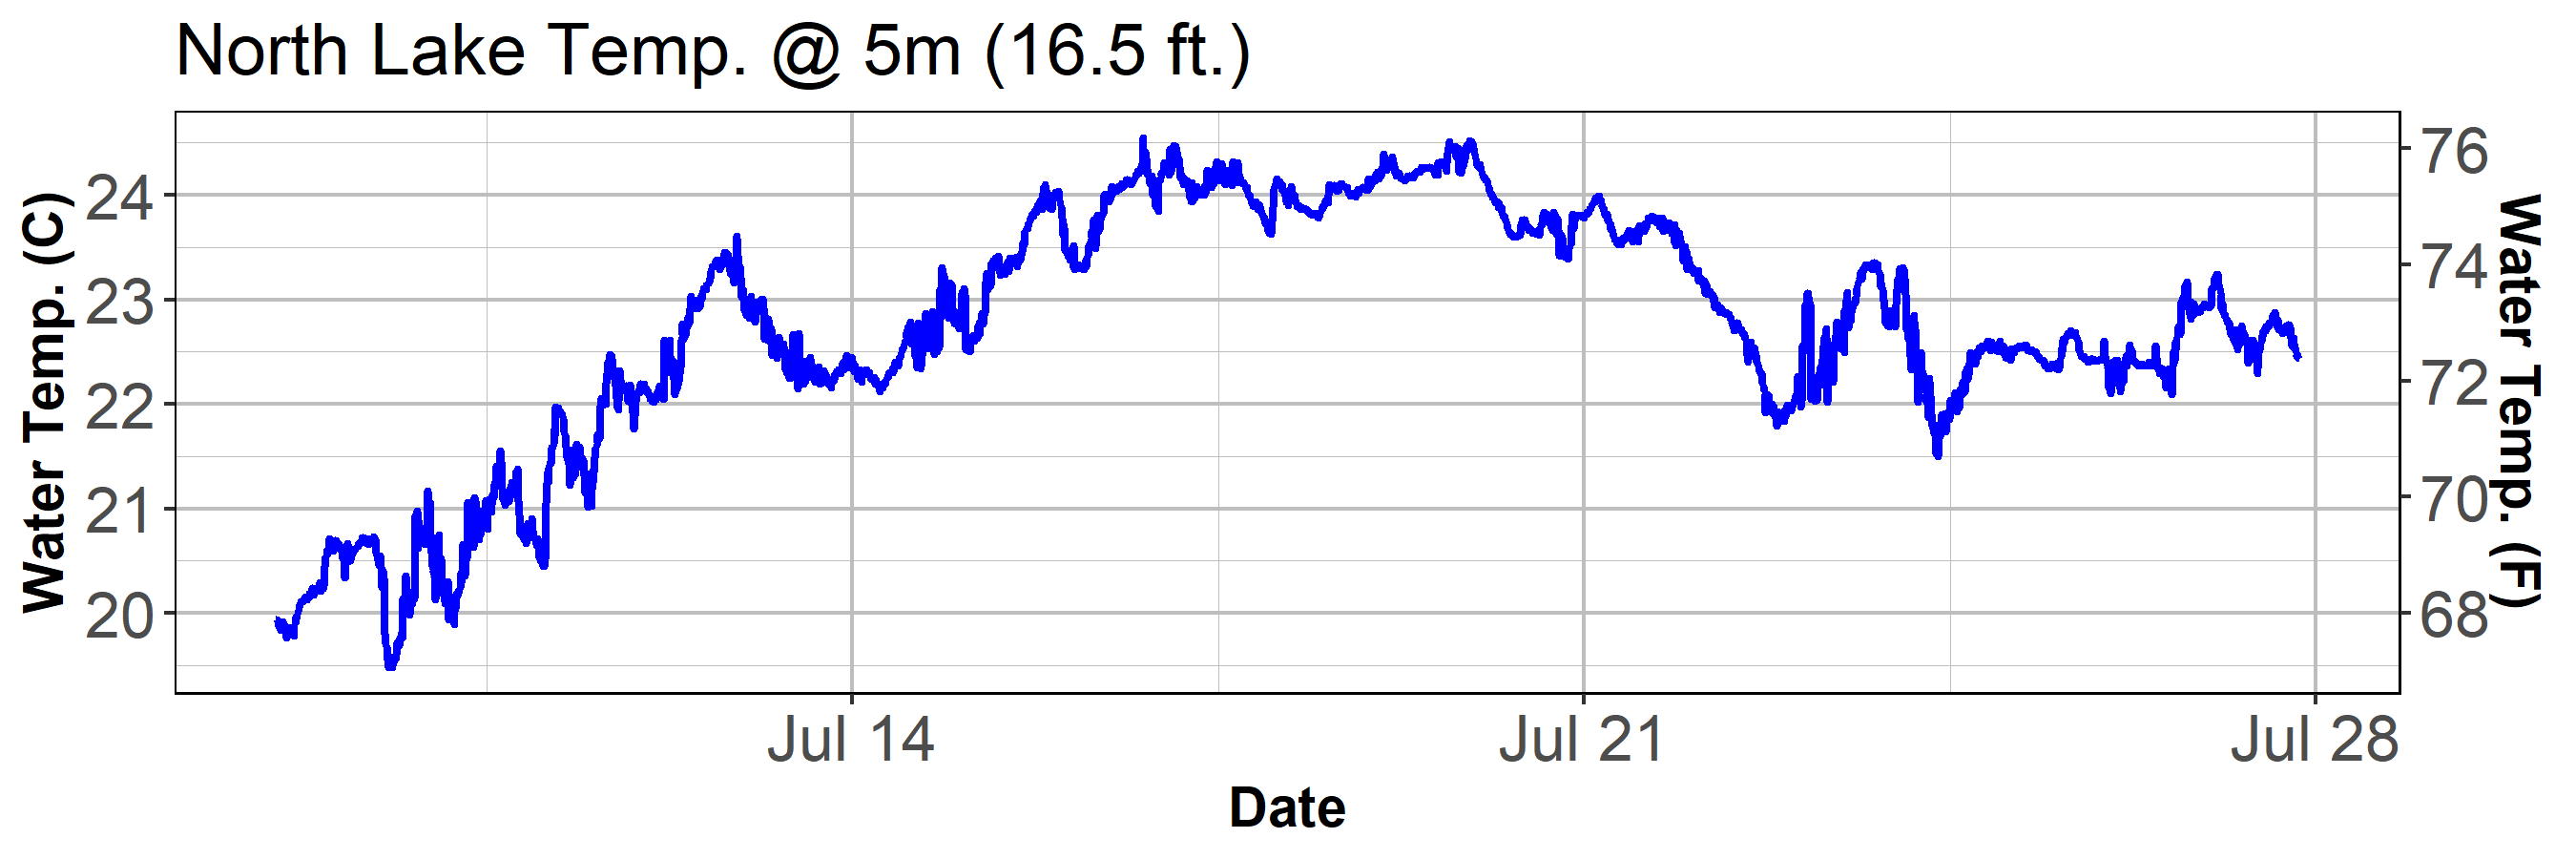 North Lake Temp. @ 5m (16.5 ft.)
Water Temp. (C)
24
23
22
21
20
76
74
72
70
68
Water Temp. (F)
Jul 14
Jul 21
Jul 28
Date